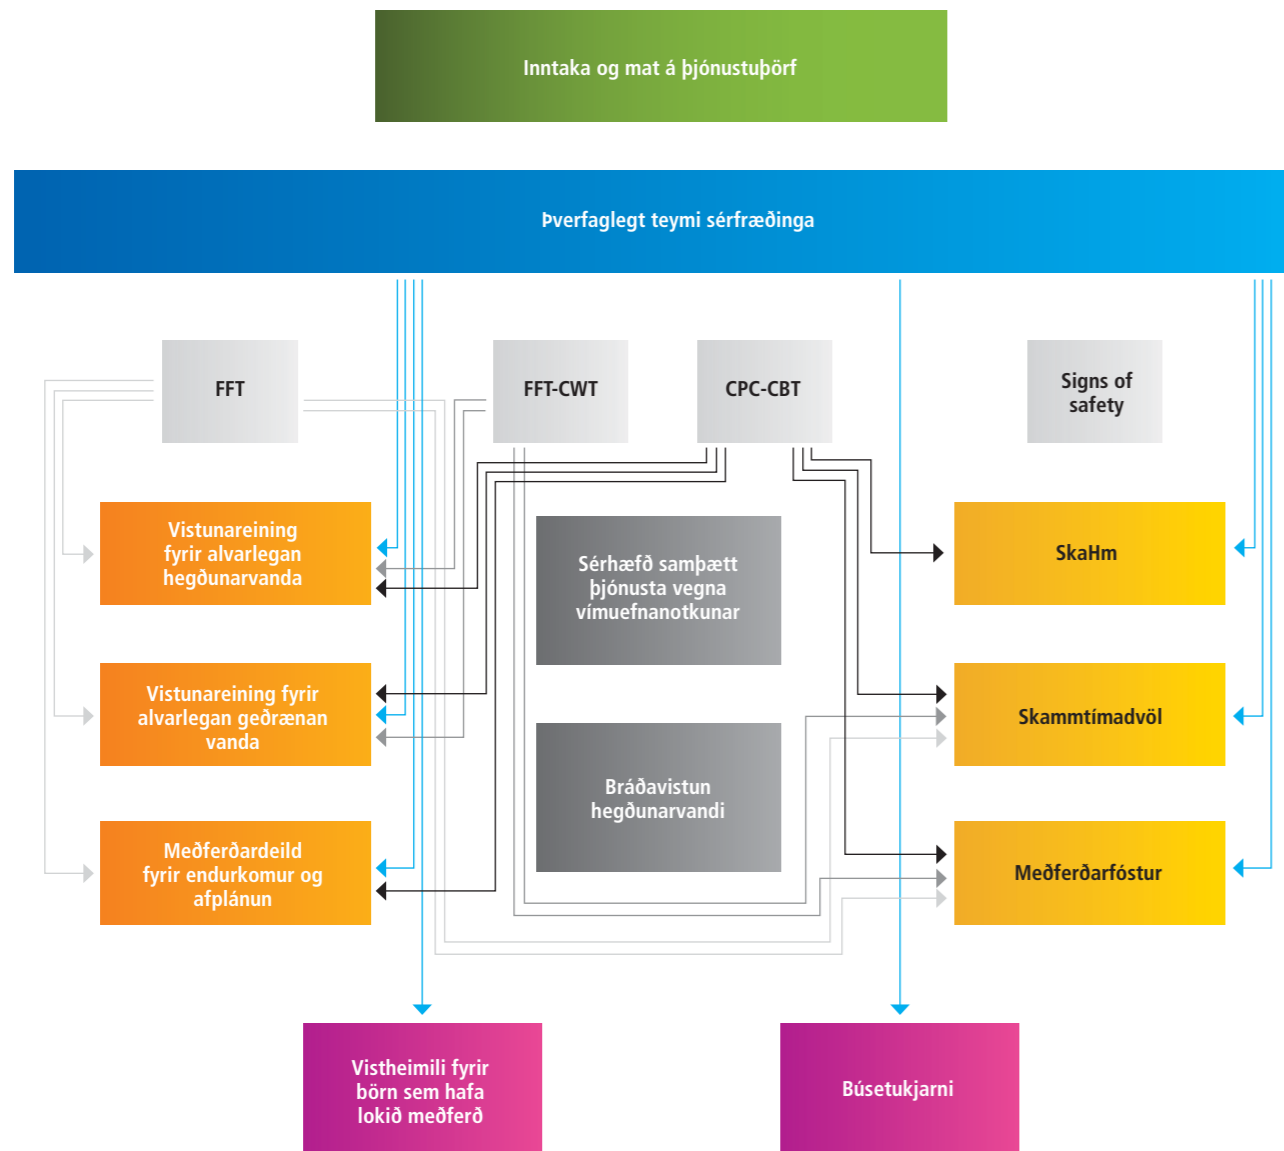 Inntaka og mat á þjónustuþörf
Þverfaglegt teymi sérfræðinga
FFT
FFT-CWT
CPC-CBT
Signs of
safety
Vistunareining
fyrir alvarlegan
hegðunarvanda
Sérhæfð samþætt
þjónusta vegna
vímuefnanotkunar
SkaHm
Vistunareining fyrir
alvarlegan geðrænan
vanda
Skammtímadvöl
Bráðavistun
hegðunarvandi
Meðferðardeild
fyrir endurkomur og
afplánun
Meðferðarfóstur
Vistheimili fyrir
börn sem hafa
lokið meðferð
Búsetukjarni